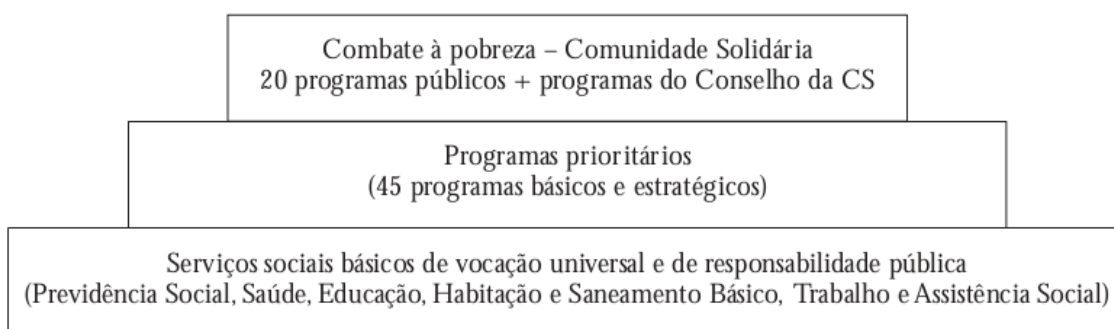 Combate à pobreza – Comunidade Solidária
20 programas públicos + programas do Conselho da CS
Programas prioritários
(45 programas básicos e estratégicos)
Serviços sociais básicos de vocação universal e de responsabilidade pública
(Previdência Social, Saúde, Educação, Habitação e Saneamento Básico, Trabalho e Assistência Social)